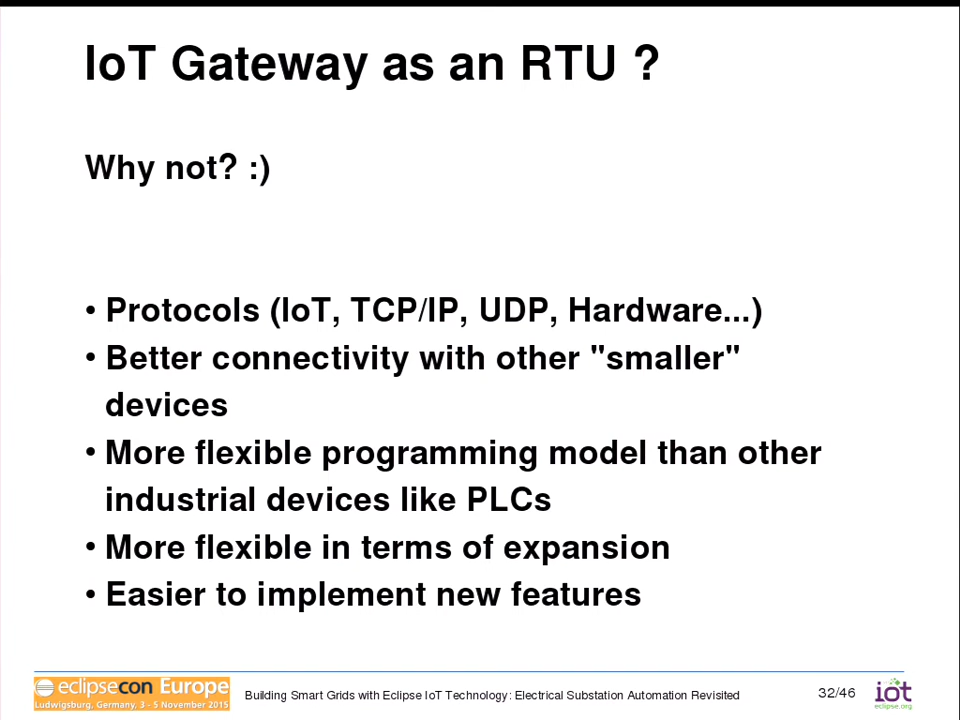 IoT Gateway as an RTU ?
Why not? :)
• Protocols (IoT, TCP/IP, UDP, Hardware...)
• Better connectivity with other "smaller"
devices
• More flexible programming model than other
industrial devices like PLCs
• More flexible in terms of expansion
• Easier to implement new features
eclipsecon Europe
Ludwigsburg, Germany, 3 - 5 November 2015
Building Smart Grids with Eclipse IoT Technology: Electrical Substation Automation Revisited
32/46
iot
eclipse.org